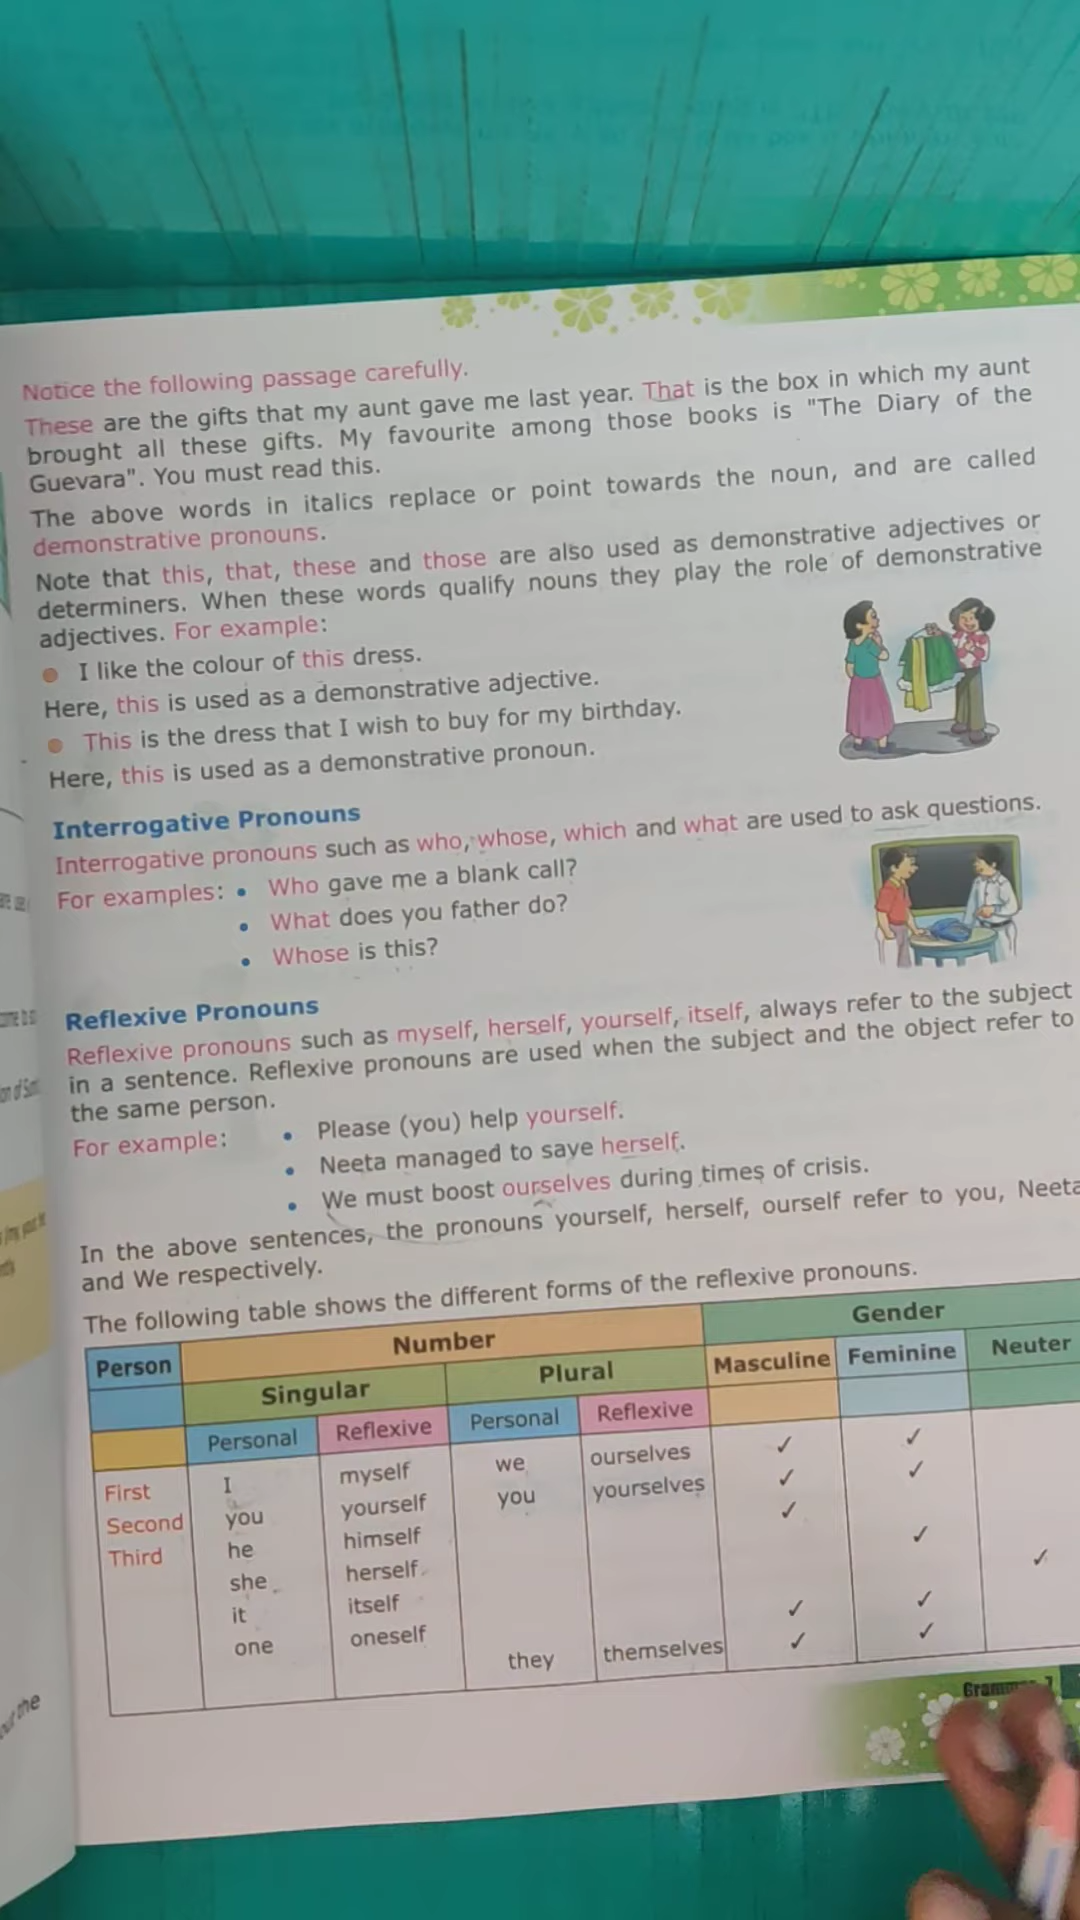 Notice the following passage carefully.
These are the gifts that my aunt gave me last year. That is the box in which my aunt
brought all these gifts. My favourite among those books is "The Diary of the
Guevara". You must read this.
The above words in italics replace or point towards the noun, and are called
demonstrative pronouns.
Note that this, that, these and those are also used as demonstrative adjectives or
determiners. When these words qualify nouns they play the role of demonstrative
adjectives. For example:
I like the colour of this dress.
Here, this is used as a demonstrative adjective.
This is the dress that I wish to buy for my birthday.
Here, this is used as a demonstrative pronoun.
Interrogative Pronouns
Interrogative pronouns such as who, whose, which and what are used to ask questions.
For examples: • Who gave me a blank call?
• What does you father do?
• Whose is this?
Reflexive Pronouns
Reflexive pronouns such as myself, herself, yourself, itself, always refer to the subject
in a sentence. Reflexive pronouns are used when the subject and the object refer to
the same person.
For example: • Please (you) help yourself.
• Neeta managed to save herself.
• We must boost ourselves during times of crisis.
In the above sentences, the pronouns yourself, herself, ourself refer to you, Neeta
and We respectively.
The following table shows the different forms of the reflexive pronouns.
Person Number Gender
Singular Plural Masculine Feminine Neuter
Personal Reflexive Personal Reflexive
First I myself we ourselves ✓ ✓
Second you yourself you yourselves ✓ ✓
Third he himself ✓
she herself ✓
it itself ✓
one oneself ✓ ✓
they themselves ✓ ✓
out the